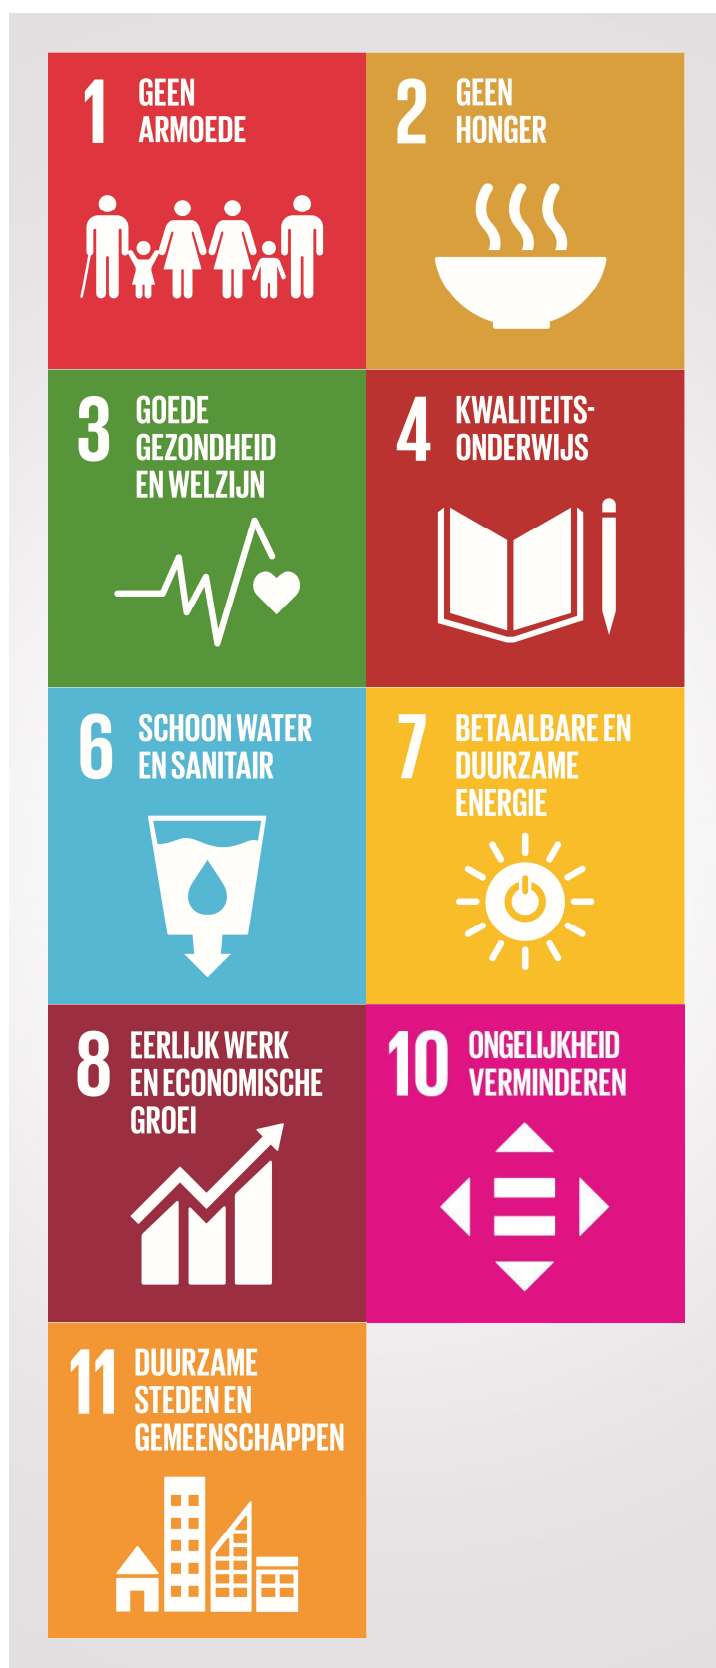 1
GEEN
ARMOEDE
2
GEEN
HONGER
3
GOEDE
GEZONDHEID
EN WELZIJN
4
KWALITEITS-
ONDERWIJS
6
SCHOON WATER
EN SANITAIR
7
BETAALBARE EN
DUURZAME
ENERGIE
8
EERLIJK WERK
EN ECONOMISCHE
GROEI
10
ONGELIJKHEID
VERMINDEREN
11
DUURZAME
STEDEN EN
GEMEENSCHAPPEN